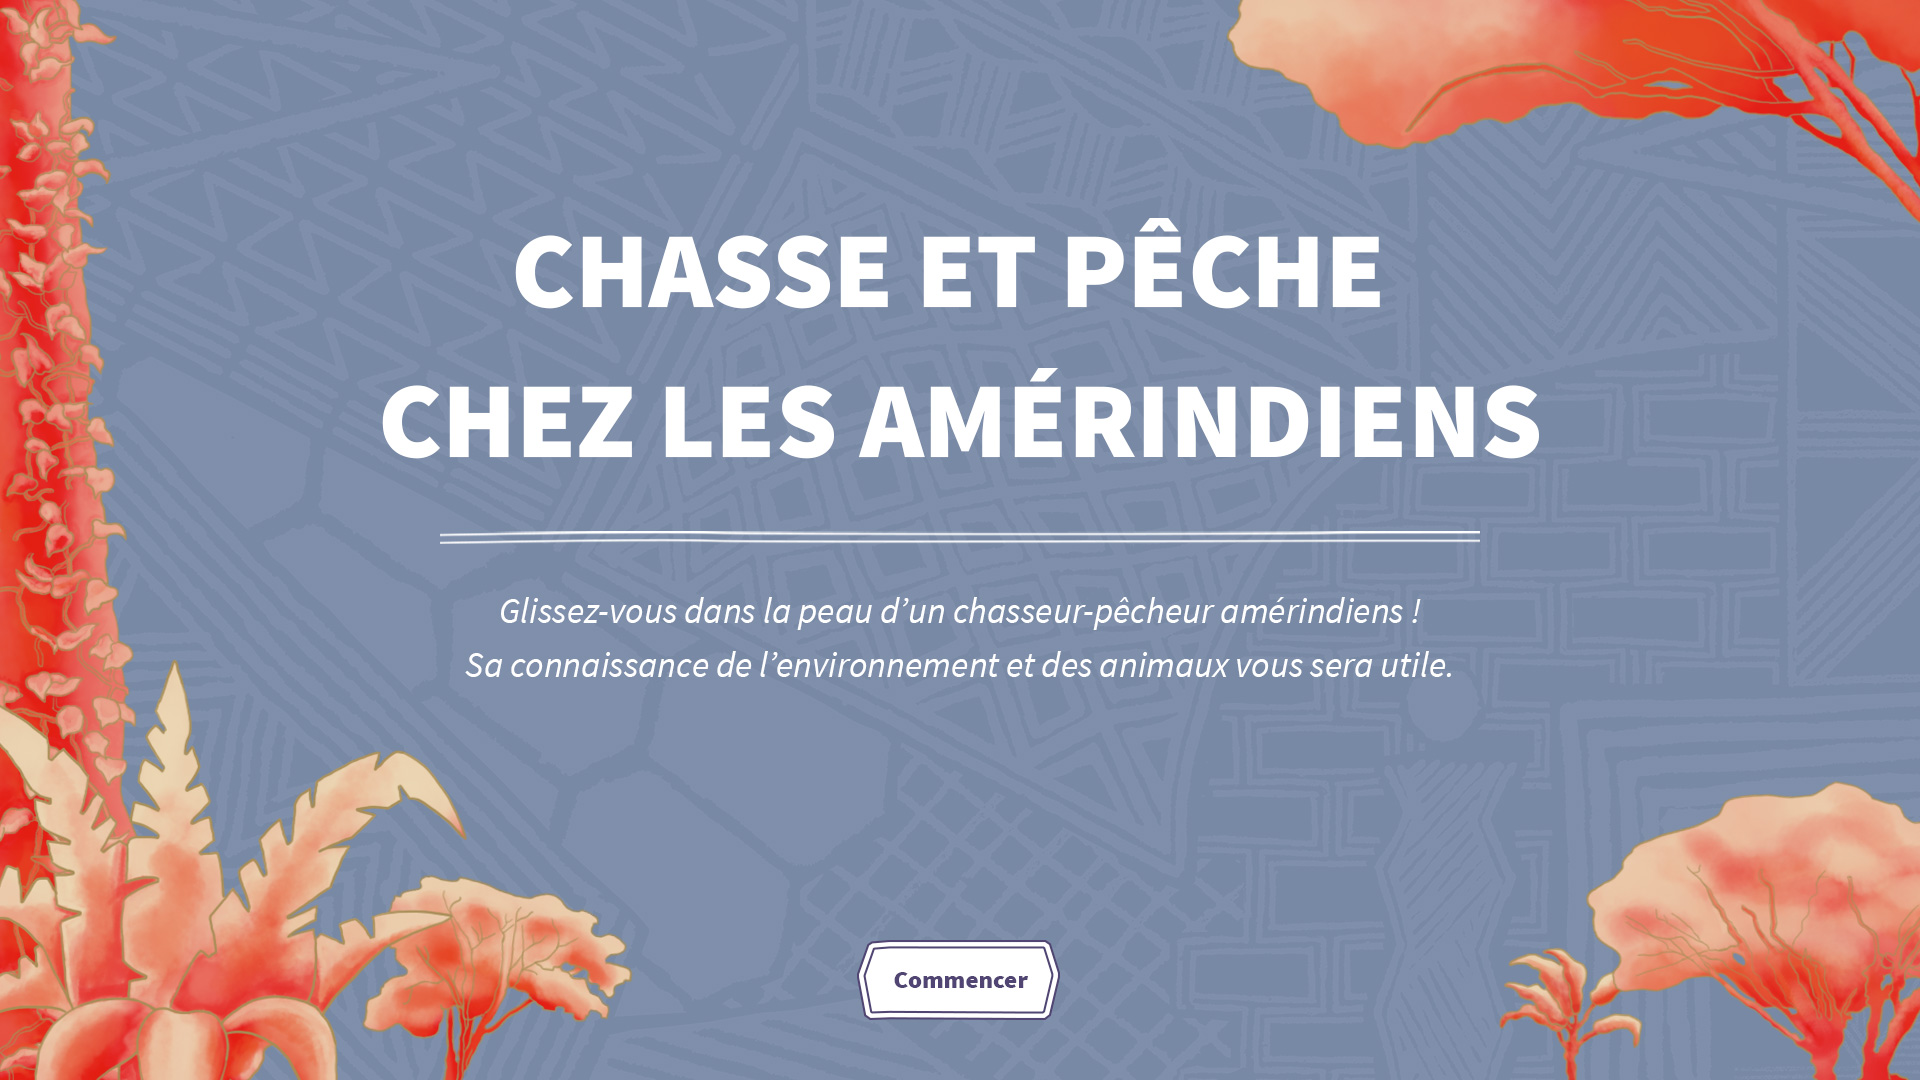 CHASSE ET PÊCHE
CHEZ LES AMÉRINDIENS
Glissez-vous dans la peau d’un chasseur-pêcheur amérindiens !
Sa connaissance de l’environnement et des animaux vous sera utile.
Commencer